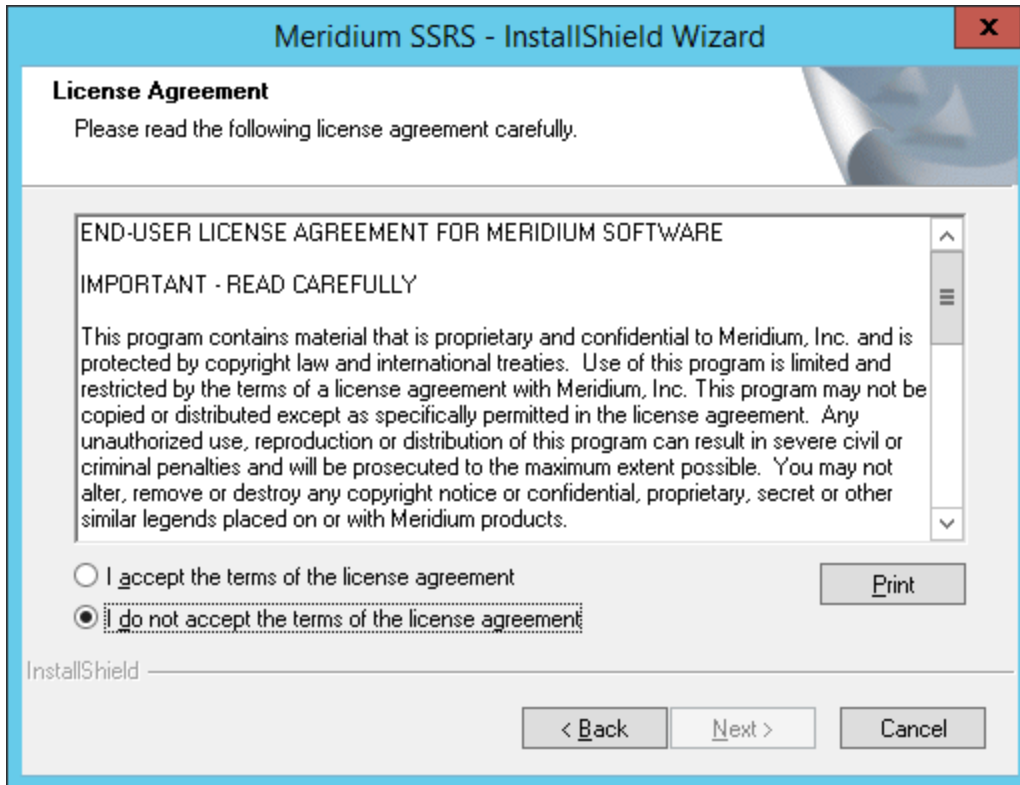 Meridium SSRS - InstallShield Wizard
x
License Agreement
Please read the following license agreement carefully.
END-USER LICENSE AGREEMENT FOR MERIDIUM SOFTWARE
IMPORTANT - READ CAREFULLY
This program contains material that is proprietary and confidential to Meridium, Inc. and is
protected by copyright law and international treaties.  Use of this program is limited and
restricted by the terms of a license agreement with Meridium, Inc. This program may not be
copied or distributed except as specifically permitted in the license agreement.  Any
unauthorized use, reproduction or distribution of this program can result in severe civil or
criminal penalties and will be prosecuted to the maximum extent possible.  You may not
alter, remove or destroy any copyright notice or confidential, proprietary, secret or other
similar legends placed on or with Meridium products.
I accept the terms of the license agreement
Print
I do not accept the terms of the license agreement
InstallShield
< Back
Next >
Cancel